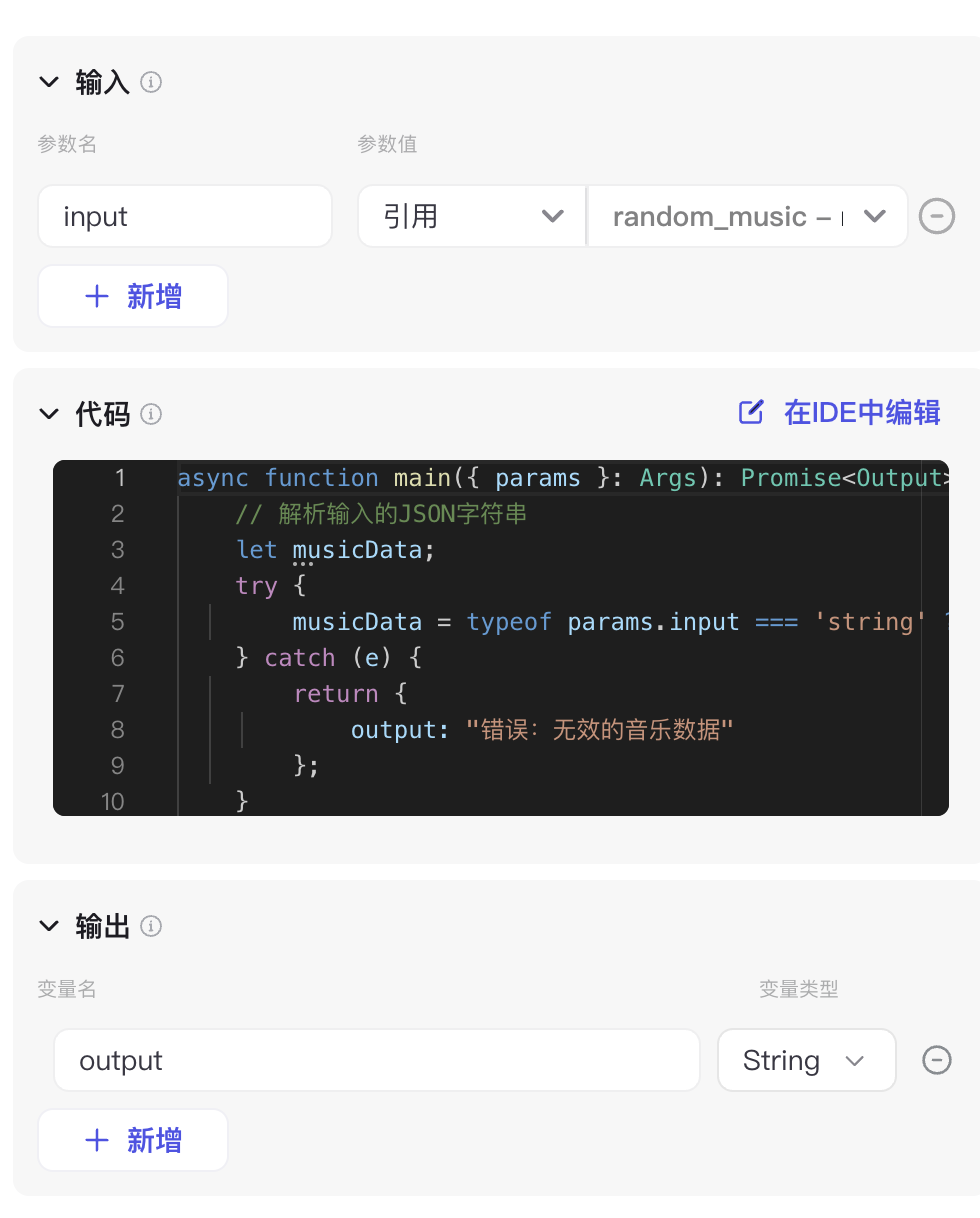 输入
参数名 参数值
input 引用 random_music –
新增
代码 在IDE中编辑
1 async function main({ params }: Args): Promise<Output>
2 // 解析输入的JSON字符串
3 let musicData;
4 try {
5 musicData = typeof params.input === 'string' ?
6 } catch (e) {
7 return {
8 output: "错误：无效的音乐数据"
9 };
10 }
输出
变量名 变量类型
output String
新增